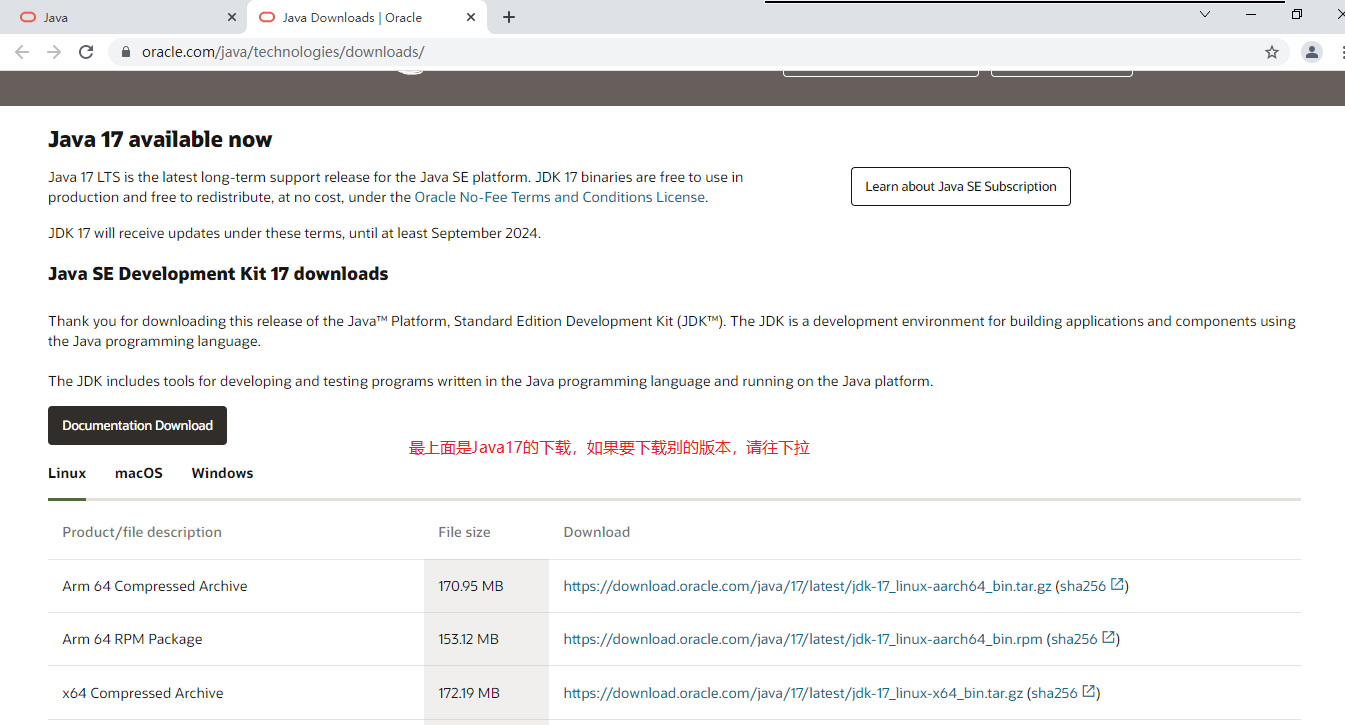 Java
Java Downloads | Oracle
oracle.com/java/technologies/downloads/
Java 17 available now
Java 17 LTS is the latest long-term support release for the Java SE platform. JDK 17 binaries are free to use in
production and free to redistribute, at no cost, under the Oracle No-Fee Terms and Conditions License.
Learn about Java SE Subscription
JDK 17 will receive updates under these terms, until at least September 2024.
Java SE Development Kit 17 downloads
Thank you for downloading this release of the Java™ Platform, Standard Edition Development Kit (JDK™). The JDK is a development environment for building applications and components using
the Java programming language.
The JDK includes tools for developing and testing programs written in the Java programming language and running on the Java platform.
Documentation Download
最上面是Java17的下载，如果要下载别的版本，请往下拉
Linux macOS Windows
Product/file description File size Download
Arm 64 Compressed Archive 170.95 MB https://download.oracle.com/java/17/latest/jdk-17_linux-aarch64_bin.tar.gz (sha256)
Arm 64 RPM Package 153.12 MB https://download.oracle.com/java/17/latest/jdk-17_linux-aarch64_bin.rpm (sha256)
x64 Compressed Archive 172.19 MB https://download.oracle.com/java/17/latest/jdk-17_linux-x64_bin.tar.gz (sha256)